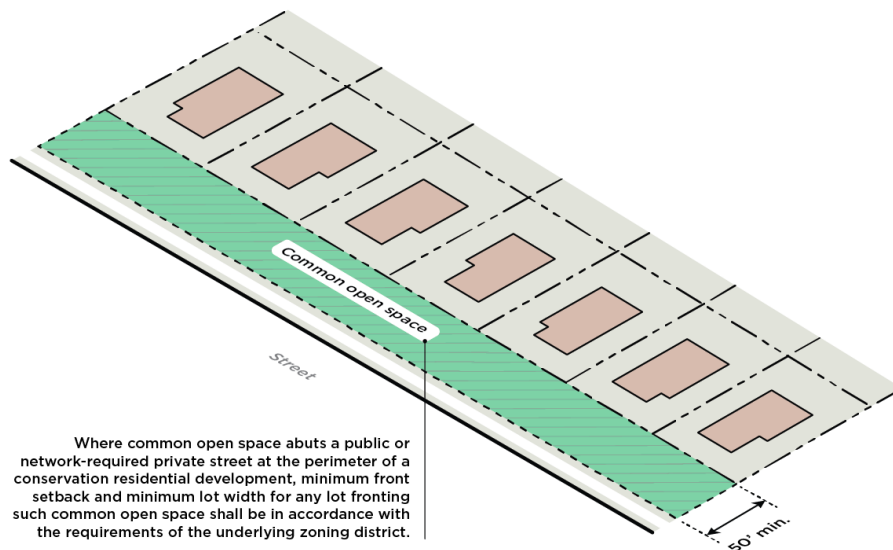 Common open space
Street
Where common open space abuts a public or
network-required private street at the perimeter of a
conservation residential development, minimum front
setback and minimum lot width for any lot fronting
such common open space shall be in accordance with
the requirements of the underlying zoning district.
50' min.